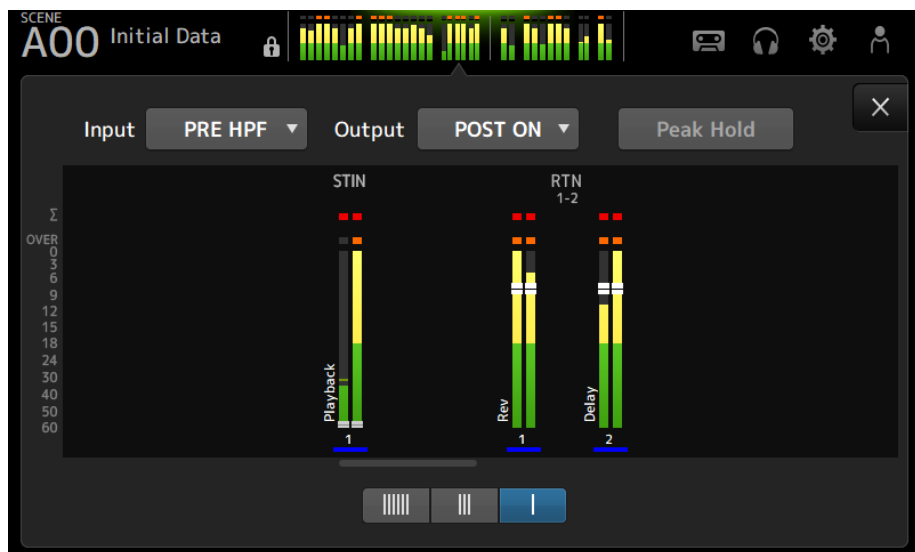 SCENE
A00 Initial Data
Input PRE HPF Output POST ON Peak Hold
STIN RTN
1-2
Σ
OVER
0
3
6
9
12
15
18
24
30
40
50
60
Playback
Rev
Delay
1 1 2